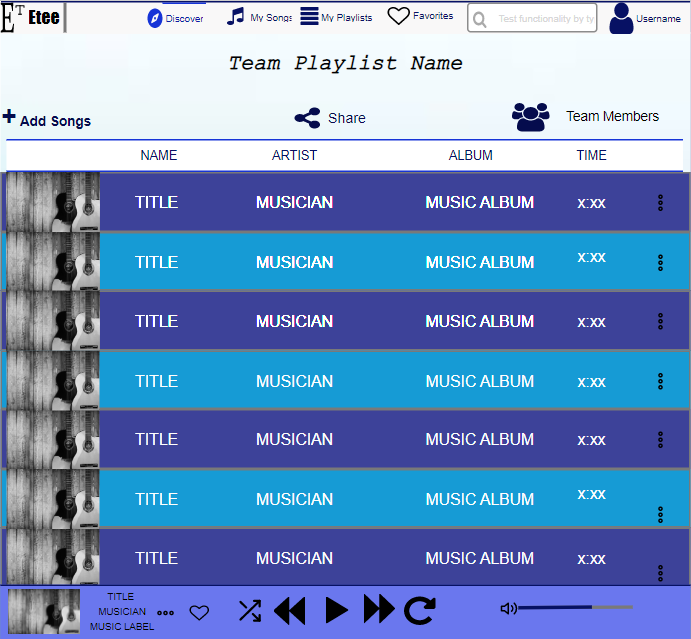 ET Etee Discover My Songs My Playlists Favorites Test functionality by ty Username
Team Playlist Name
Add Songs Share Team Members
NAME ARTIST ALBUM TIME
TITLE MUSICIAN MUSIC ALBUM x:xx
TITLE MUSICIAN MUSIC ALBUM x:xx
TITLE MUSICIAN MUSIC ALBUM x:xx
TITLE MUSICIAN MUSIC ALBUM x:xx
TITLE MUSICIAN MUSIC ALBUM x:xx
TITLE MUSICIAN MUSIC ALBUM x:xx
TITLE MUSICIAN MUSIC ALBUM x:xx
TITLE
MUSICIAN
MUSIC LABEL